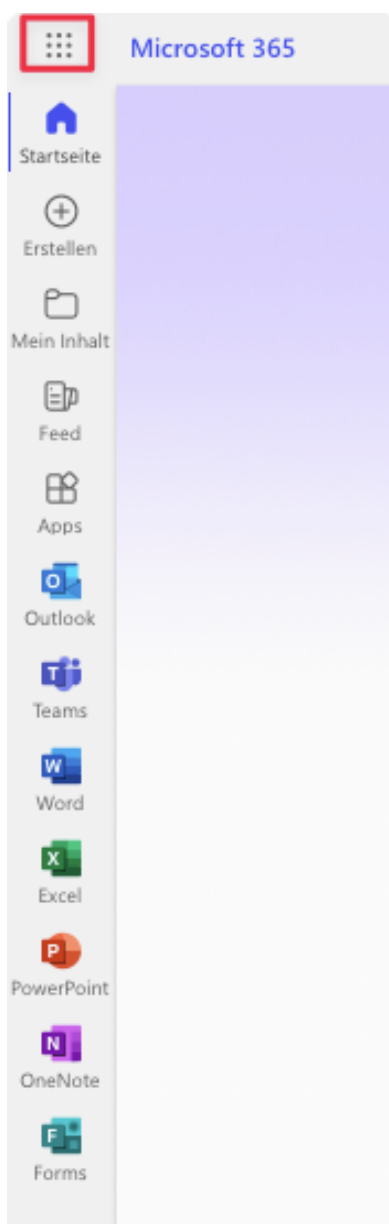 Microsoft 365
Startseite
Erstellen
Mein Inhalt
Feed
Apps
Outlook
Teams
Word
Excel
PowerPoint
OneNote
Forms